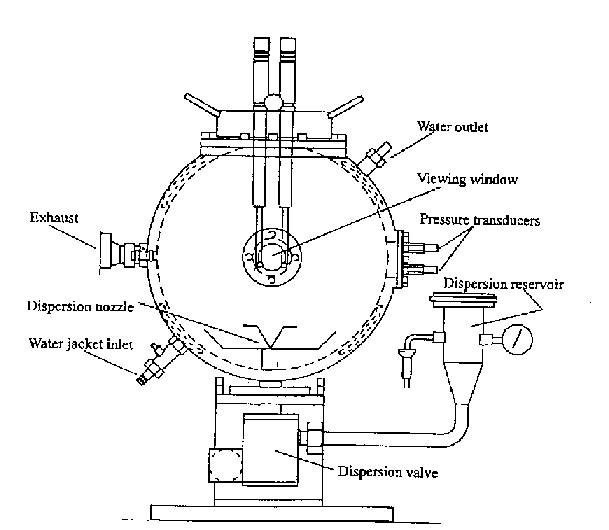 Water outlet
Viewing window
Exhaust
Pressure transducers
Dispersion reservoir
Dispersion nozzle
Water jacket inlet
Dispersion valve